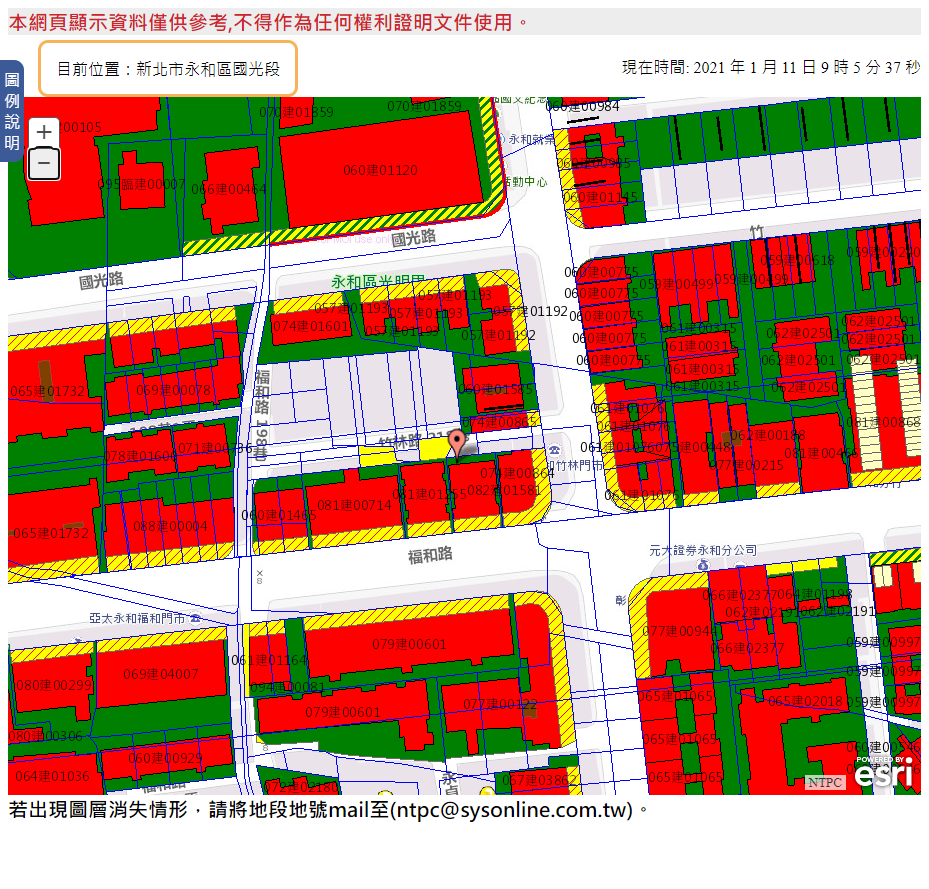 本網頁顯示資料僅供參考,不得作為任何權利證明文件使用。
目前位置：新北市永和區國光段
現在時間: 2021 年 1 月 11 日 9 時 5 分 37 秒
圖例說明
+
−
070建01859
070建01859
060建00984
00105
永和
060建01120
095臨建00007
066建00464
活動中心
060建01145
國光路
竹
國光路
永和區光明里
060建00775
059建00499
059建00499
057建01193
057建01193
057建01193
057建01192
060建00775
074建01601
057建01193
057建01192
060建00775
061建00315
062建02501
062建02501
060建00775
061建00315
062建02501
060建00775
061建00315
062建02501
062建02501
061建00315
062建02501
065建01732
069建00078
060建01585
福和路 198巷
074建00865
061建01076
081建00868
竹林路
062建00188
071建00736
078建01604
061建01076
074建00864
竹林門市
077建00215
081建01255
082建01581
081建00714
060建01465
061建01076
065建01732
088建00004
福和路
元大證券永和分公司
亞太永和福和門市
彰
066建02377
064建01198
062建02191
062建02191
077建00944
066建02377
079建00601
061建01164
069建04007
080建00299
094建00081
059建00997
059建00997
059建00997
065建01065
065建02018
079建00601
077建00122
080建00306
065建01065
060建00929
064建01036
065建01065
067建03862
079建02180
福和路
永貞
NTPC
POWERED BY
esri
若出現圖層消失情形，請將地段地號mail至(ntpc@sysonline.com.tw)。